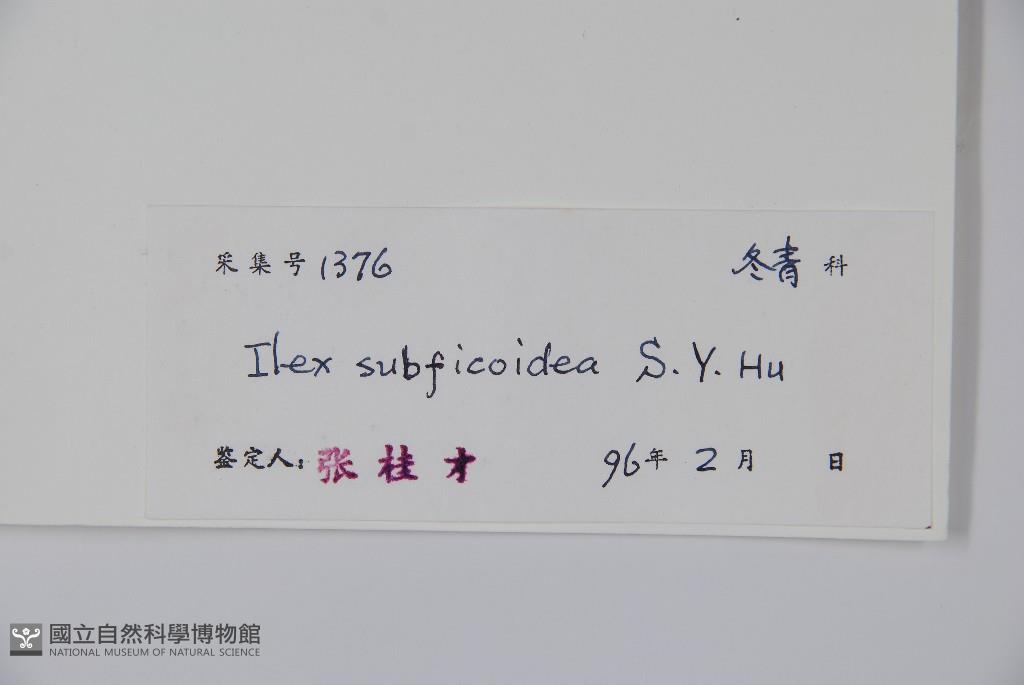 采集号 1376 冬青 科
Ilex subficoidea S. Y. Hu
鉴定人: 张桂才 96年 2月 日
國立自然科學博物館
NATIONAL MUSEUM OF NATURAL SCIENCE